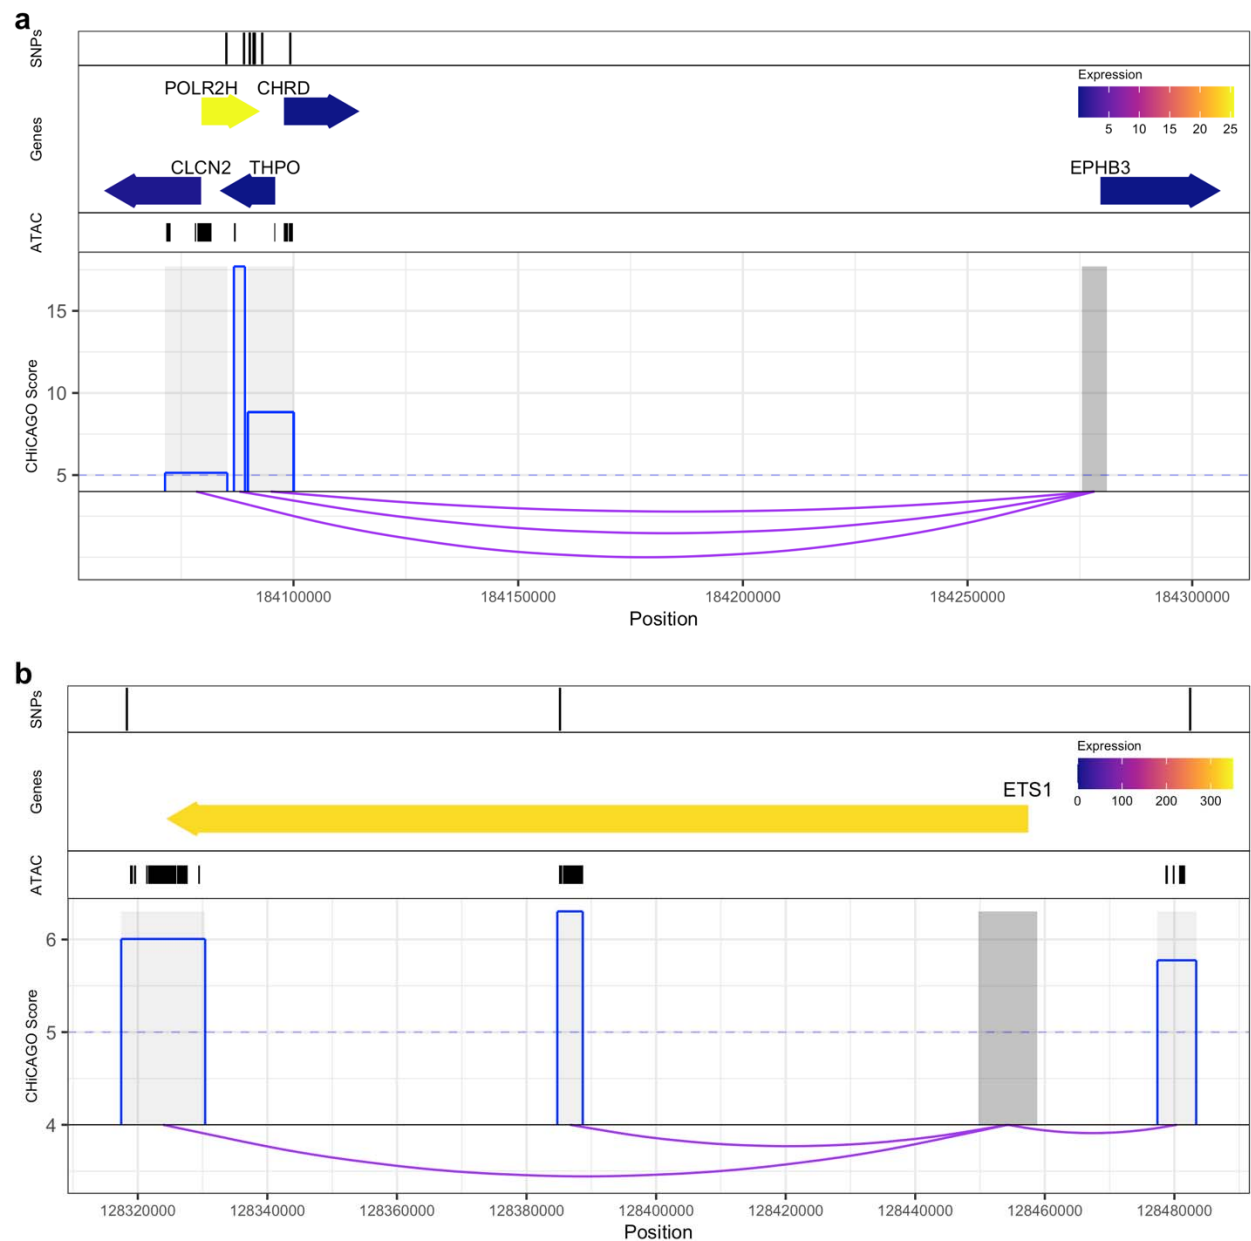 a
SNPs
Genes
POLR2H CHRD
CLCN2 THPO
EPHB3
Expression
5 10 15 20 25
ATAC
CHiCAGO Score
15
10
5
184100000 184150000 184200000 184250000 184300000
Position
b
SNPs
Genes
ETS1
Expression
0 100 200 300
ATAC
CHiCAGO Score
6
5
4
128320000 128340000 128360000 128380000 128400000 128420000 128440000 128460000 128480000
Position